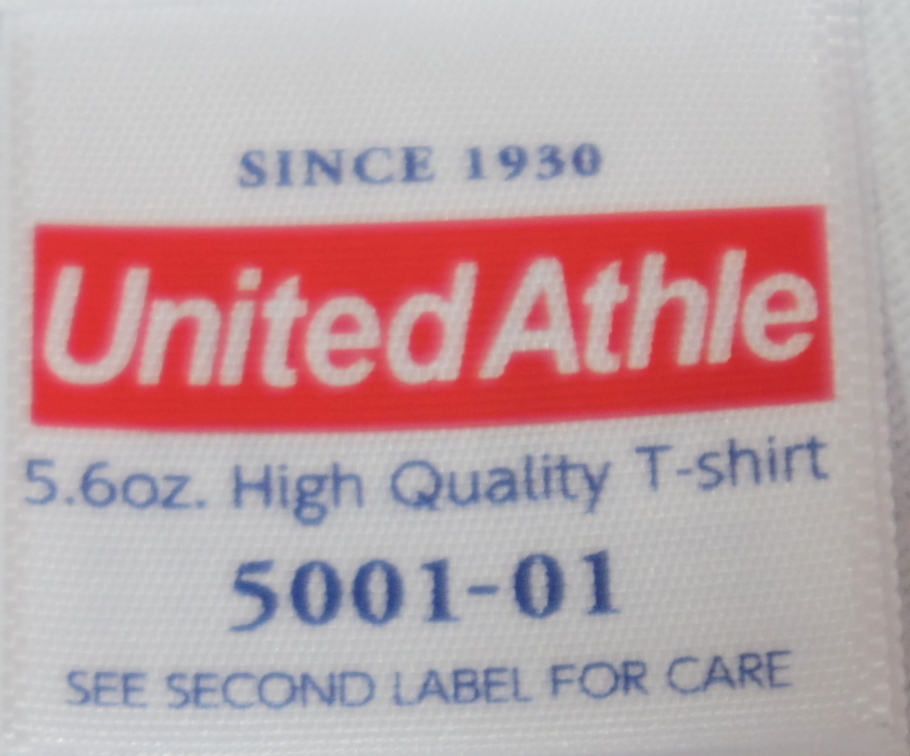 SINCE 1930
United Athle
5.6oz. High Quality T-shirt
5001-01
SEE SECOND LABEL FOR CARE